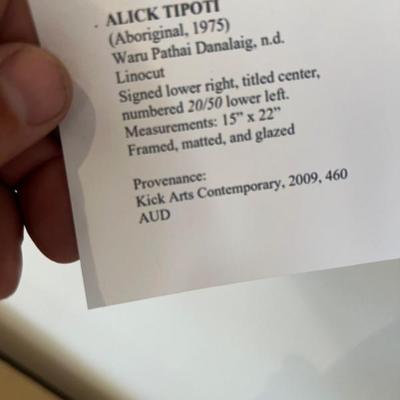 ALICK TIPOTI
(Aboriginal, 1975)
Waru Pathai Danalaig, n.d.
Linocut
Signed lower right, titled center,
numbered 20/50 lower left.
Measurements: 15” x 22”
Framed, matted, and glazed
Provenance:
Kick Arts Contemporary, 2009, 460
AUD